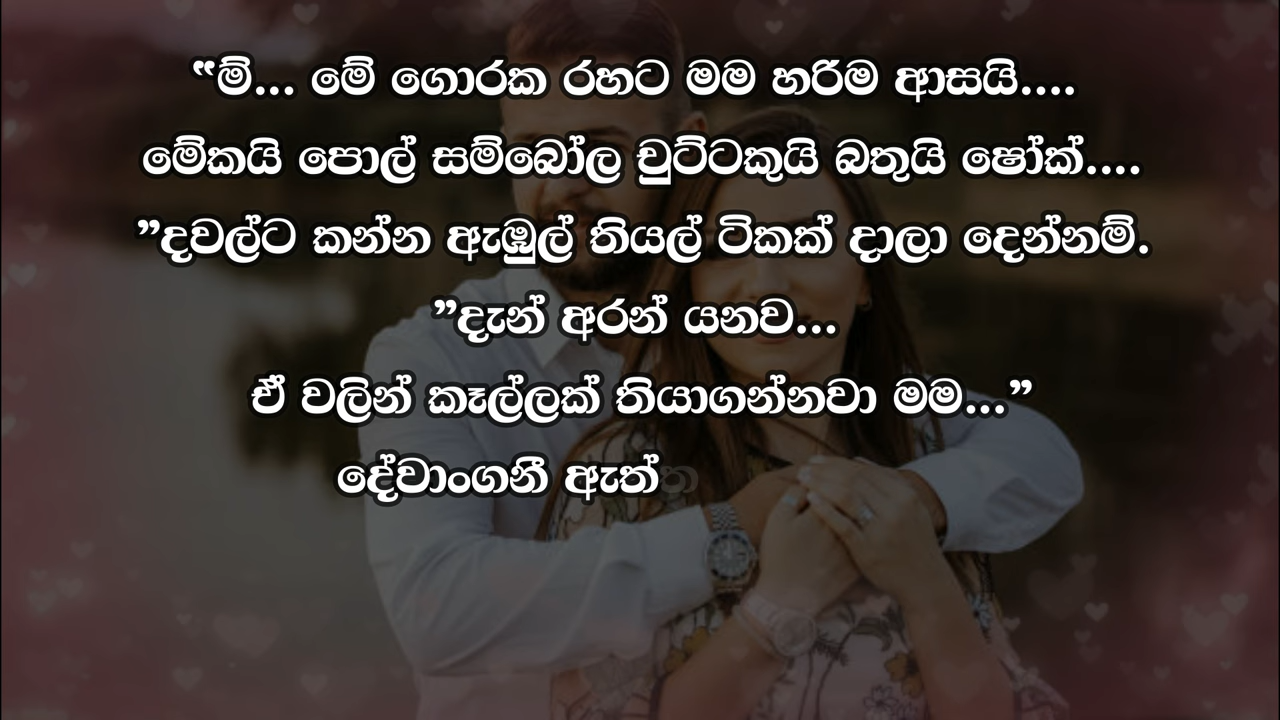 “ම්... මේ ගොරක රහට මම හරිම ආසයි....
මේකයි පොල් සම්බෝල චුට්ටකුයි බතුයි ෂෝක්....
”දවල්ට කන්න ඇඹුල් තියල් ටිකක් දාලා දෙන්නම්.
”දැන් අරන් යනව...
ඒ වලින් කෑල්ලක් තියාගන්නවා මම...”
දේවාංගනී ඇත්ත